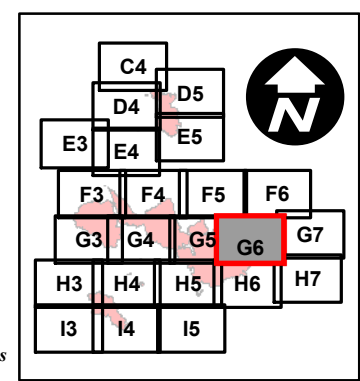 C4
D4 D5
E3 E4 E5
F3 F4 F5 F6
G3 G4 G5 G6 G7
H3 H4 H5 H6 H7
I3 I4 I5
N
s